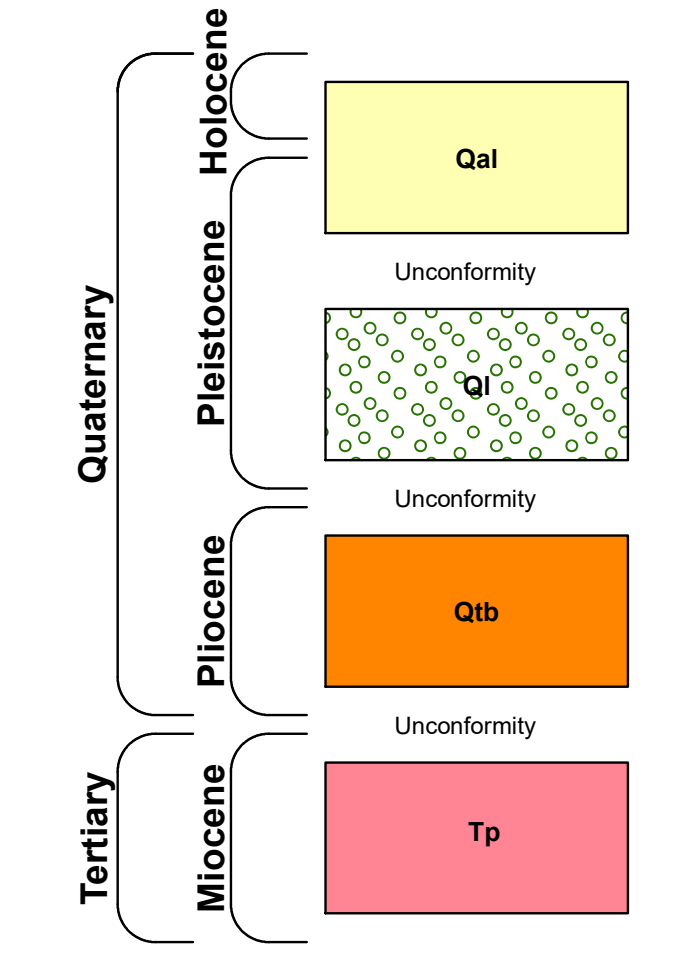 Quaternary
Tertiary
Holocene
Pleistocene
Pliocene
Miocene
Qal
Unconformity
Ql
Unconformity
Qtb
Unconformity
Tp